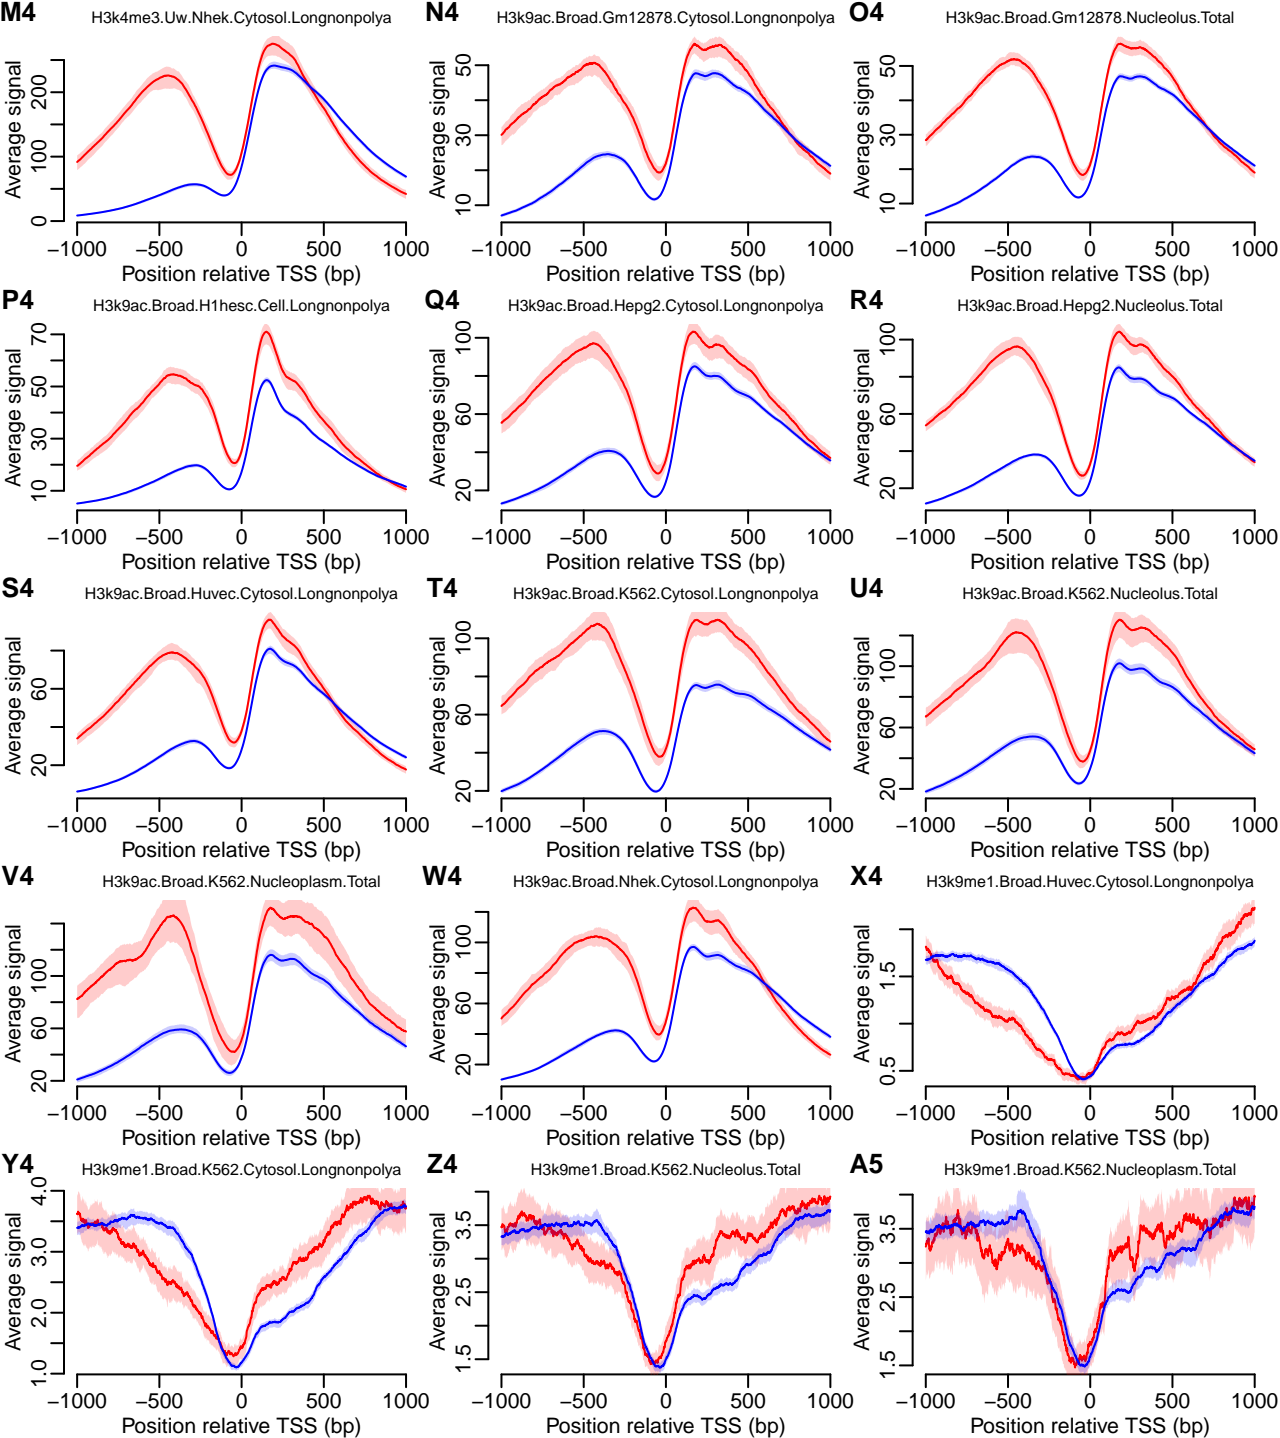 M4 H3k4me3.Uw.Nhek.Cytosol.Longnonpolya
Average signal
0 100 200
−1000 −500 0 500 1000
Position relative TSS (bp)
N4 H3k9ac.Broad.Gm12878.Cytosol.Longnonpolya
Average signal
10 30 50
−1000 −500 0 500 1000
Position relative TSS (bp)
O4 H3k9ac.Broad.Gm12878.Nucleolus.Total
Average signal
10 30 50
−1000 −500 0 500 1000
Position relative TSS (bp)
P4 H3k9ac.Broad.H1hesc.Cell.Longnonpolya
Average signal
10 30 50 70
−1000 −500 0 500 1000
Position relative TSS (bp)
Q4 H3k9ac.Broad.Hepg2.Cytosol.Longnonpolya
Average signal
20 60 100
−1000 −500 0 500 1000
Position relative TSS (bp)
R4 H3k9ac.Broad.Hepg2.Nucleolus.Total
Average signal
20 60 100
−1000 −500 0 500 1000
Position relative TSS (bp)
S4 H3k9ac.Broad.Huvec.Cytosol.Longnonpolya
Average signal
20 60
−1000 −500 0 500 1000
Position relative TSS (bp)
T4 H3k9ac.Broad.K562.Cytosol.Longnonpolya
Average signal
20 60 100
−1000 −500 0 500 1000
Position relative TSS (bp)
U4 H3k9ac.Broad.K562.Nucleolus.Total
Average signal
20 60 100
−1000 −500 0 500 1000
Position relative TSS (bp)
V4 H3k9ac.Broad.K562.Nucleoplasm.Total
Average signal
20 60 100
−1000 −500 0 500 1000
Position relative TSS (bp)
W4 H3k9ac.Broad.Nhek.Cytosol.Longnonpolya
Average signal
20 60 100
−1000 −500 0 500 1000
Position relative TSS (bp)
X4 H3k9me1.Broad.Huvec.Cytosol.Longnonpolya
Average signal
0.5 1.5
−1000 −500 0 500 1000
Position relative TSS (bp)
Y4 H3k9me1.Broad.K562.Cytosol.Longnonpolya
Average signal
1.0 2.0 3.0 4.0
−1000 −500 0 500 1000
Position relative TSS (bp)
Z4 H3k9me1.Broad.K562.Nucleolus.Total
Average signal
1.5 2.5 3.5
−1000 −500 0 500 1000
Position relative TSS (bp)
A5 H3k9me1.Broad.K562.Nucleoplasm.Total
Average signal
1.5 2.5 3.5
−1000 −500 0 500 1000
Position relative TSS (bp)